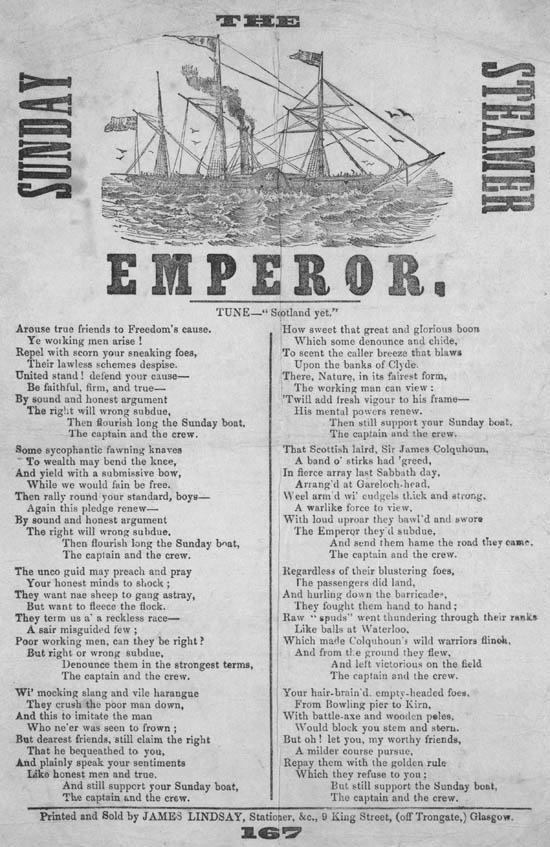 THE
SUNDAY
STEAMER
EMPEROR.
TUNE—"Scotland yet."
Arouse true friends to Freedom's cause.
Ye working men arise !
Repel with scorn your sneaking foes,
Their lawless schemes despise.
United stand ! defend your cause—
Be faithful, firm, and true—
By sound and honest argument
The right will wrong subdue,
Then flourish long the Sunday boat,
The captain and the crew.
Some sycophantic fawning knaves
To wealth may bend the knee,
And yield with a submissive bow,
While we would fain be free.
Then rally round your standard, boys—
Again this pledge renew—
By sound and honest argument
The right will wrong subdue,
Then flourish long the Sunday boat,
The captain and the crew.
The unco guid may preach and pray
Your honest minds to shock ;
They want nae sheep to gang astray,
But want to fleece the flock.
They term us a' a reckless race—
A sair misguided few ;
Poor working men, can they be right ?
But right or wrong subdue,
Denounce them in the strongest terms,
The captain and the crew.
Wi' mocking slang and vile harangue
They crush the poor man down,
And this to imitate the man
Who ne'er was seen to frown ;
But dearest friends, still claim the right
That he bequeathed to you,
And plainly speak your sentiments
Like honest men and true.
And still support your Sunday boat,
The captain and the crew.
How sweet that great and glorious boon
Which some denounce and chide,
To scent the caller breeze that blaws
Upon the banks of Clyde.
There, Nature, in its fairest form,
The working man can view :
'Twill add fresh vigour to his frame—
His mental powers renew.
Then still support your Sunday boat,
The captain and the crew.
That Scottish laird, Sir James Colquhoun,
A band o' stirks had 'greed,
In fierce array last Sabbath day,
Arrang'd at Gareloch-head,
Weel arm'd wi' cudgels thick and strong,
A warlike force to view,
With loud uproar they bawl'd and swore
The Emperor they'd subdue,
And send them hame the road they came,
The captain and the crew.
Regardless of their blustering foes,
The passengers did land,
And hurling down the barricades,
They fought them hand to hand ;
Raw "spuds" went thundering through their ranks
Like balls at Waterloo,
Which made Colquhoun's wild warriors flinch,
And from the ground they flew,
And left victorious on the field
The captain and the crew.
Your hair-brain'd, empty-headed foes,
From Bowling pier to Kirn,
With battle-axe and wooden poles,
Would block you stem and stern.
But oh ! let you, my worthy friends,
A milder course pursue,
Repay them with the golden rule
Which they refuse to you ;
But still support the Sunday boat,
The captain and the crew.
Printed and Sold by JAMES LINDSAY, Stationer, &c., 9 King Street, (off Trongate,) Glasgow.
167